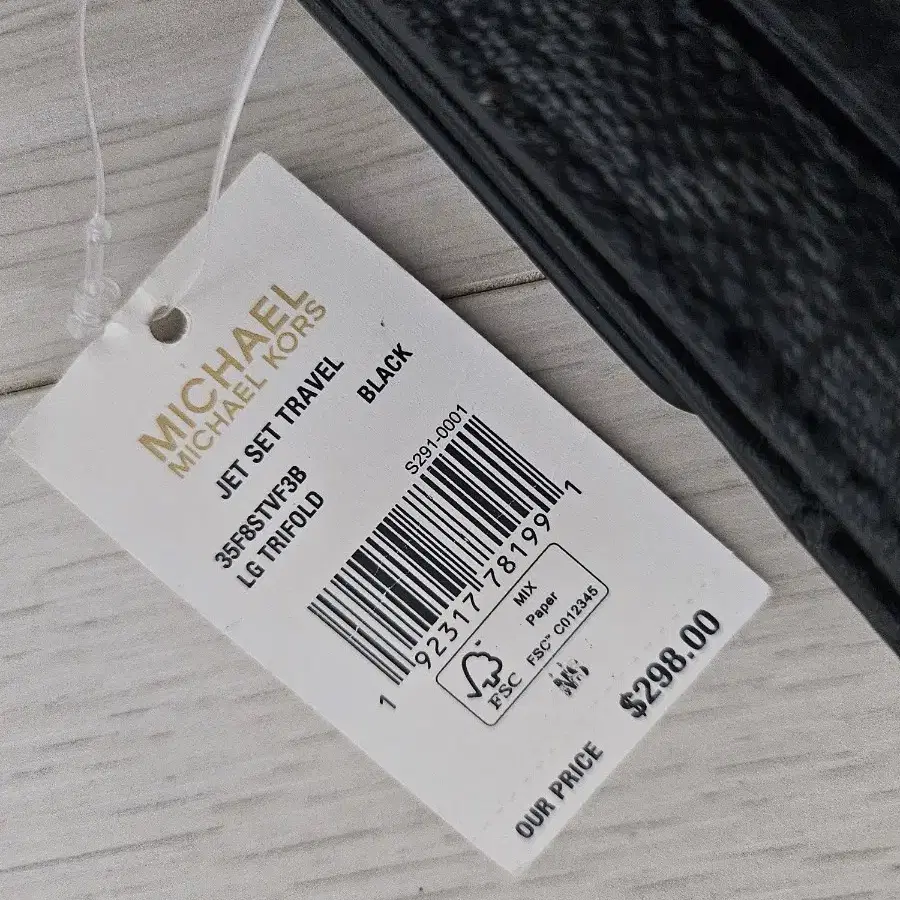 MICHAEL
MICHAEL KORS
JET SET TRAVEL
BLACK
35F8STVF3B
LG TRIFOLD
S291-0001
1 92317 78199 1
MIX
Paper
FSC™ C012345
FSC
OUR PRICE $298.00